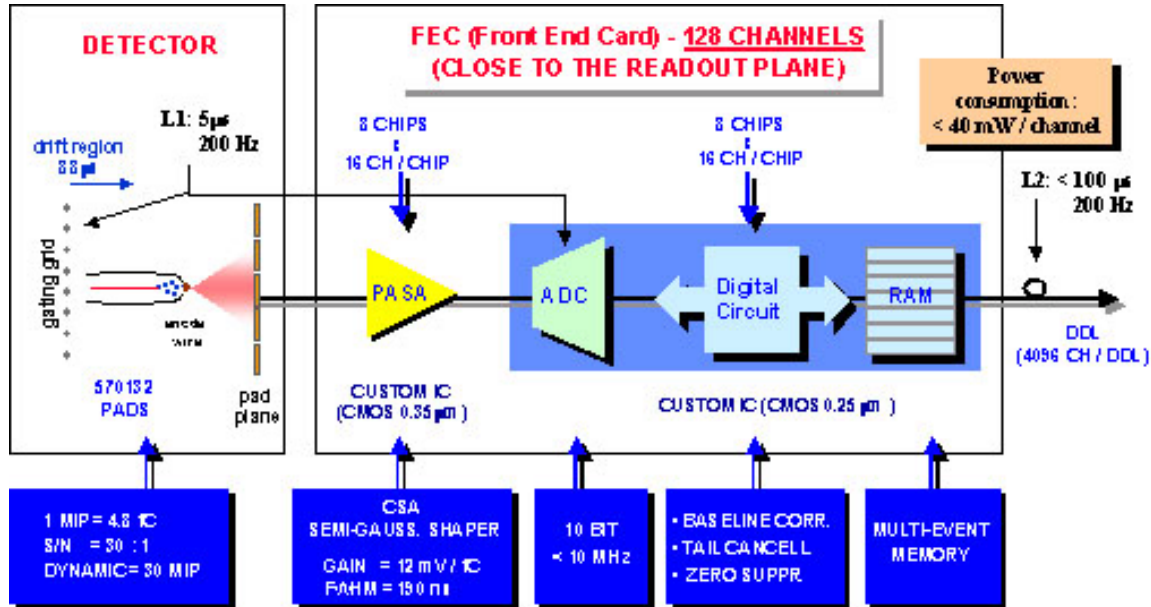 DETECTOR
L1: 5µs
200 Hz
drift region
88 µs
gating grid
anode
wire
570132
PADS
pad
plane
FEC (Front End Card) - 128 CHANNELS
(CLOSE TO THE READOUT PLANE)
8 CHIPS
x
16 CH / CHIP
8 CHIPS
x
16 CH / CHIP
Power
consumption :
< 40 mW / channel
L2: < 100 µs
200 Hz
PASA
ADC
Digital
Circuit
RAM
DDL
(4096 CH / DDL)
CUSTOM IC
(CMOS 0.35 µm)
CUSTOM IC (CMOS 0.25 µm )
1 MIP = 4.8 fC
S/N = 30 : 1
DYNAMIC = 30 MIP
CSA
SEMI-GAUSS. SHAPER
GAIN = 12 mV / fC
190 ns
10 BIT
< 10 MHz
• BASELINE CORR.
• TAIL CANCELL
• ZERO SUPPR.
MULTI-EVENT
MEMORY